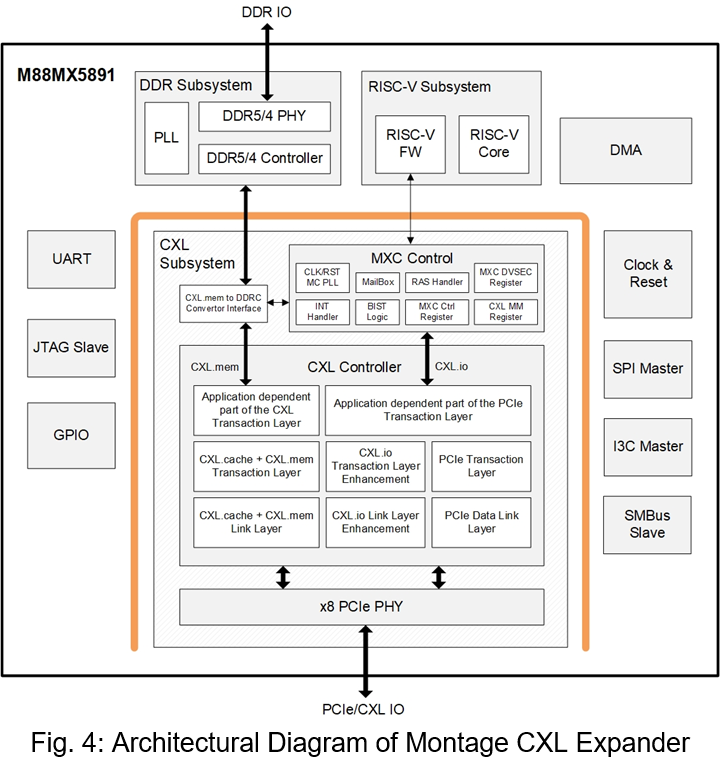 DDR IO
M88MX5891
DDR Subsystem
PLL
DDR5/4 PHY
DDR5/4 Controller
RISC-V Subsystem
RISC-V
FW
RISC-V
Core
DMA
UART
JTAG Slave
GPIO
CXL
Subsystem
CXL.mem to DDRC
Convertor Interface
MXC Control
CLK/RST
MC PLL
MailBox
RAS Handler
MXC DVSEC
Register
INT
Handler
BIST
Logic
MXC Ctrl
Register
CXL MM
Register
CXL.mem
CXL Controller
CXL.io
Application dependent
part of the CXL
Transaction Layer
Application dependent part of the PCIe
Transaction Layer
CXL.cache + CXL.mem
Transaction Layer
CXL.io
Transaction Layer
Enhancement
PCIe Transaction
Layer
CXL.cache + CXL.mem
Link Layer
CXL.io Link Layer
Enhancement
PCIe Data Link
Layer
x8 PCIe PHY
Clock &
Reset
SPI Master
I3C Master
SMBus
Slave
PCIe/CXL IO
Fig. 4: Architectural Diagram of Montage CXL Expander